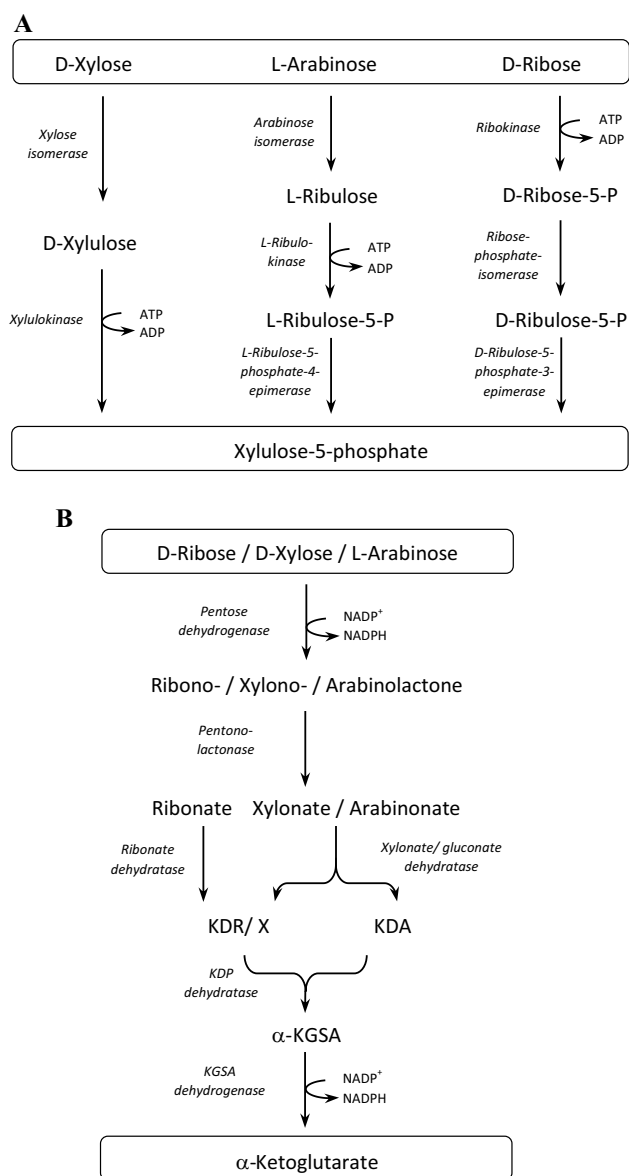 A
D-Xylose L-Arabinose D-Ribose
Xylose
isomerase
Arabinose
isomerase
Ribokinase
ATP
ADP
L-Ribulose
D-Ribose-5-P
D-Xylulose
L-Ribulo-
kinase
ATP
ADP
Ribose-
phosphate-
isomerase
Xylulokinase
ATP
ADP
L-Ribulose-5-P
D-Ribulose-5-P
L-Ribulose-5-
phosphate-4-
epimerase
D-Ribulose-5-
phosphate-3-
epimerase
Xylulose-5-phosphate
B
D-Ribose / D-Xylose / L-Arabinose
Pentose
dehydrogenase
NADP+
NADPH
Ribono- / Xylono- / Arabinolactone
Pentono-
lactonase
Ribonate Xylonate / Arabinonate
Ribonate
dehydratase
Xylonate/ gluconate
dehydratase
KDR/ X KDA
KDP
dehydratase
α-KGSA
KGSA
dehydrogenase
NADP+
NADPH
α-Ketoglutarate